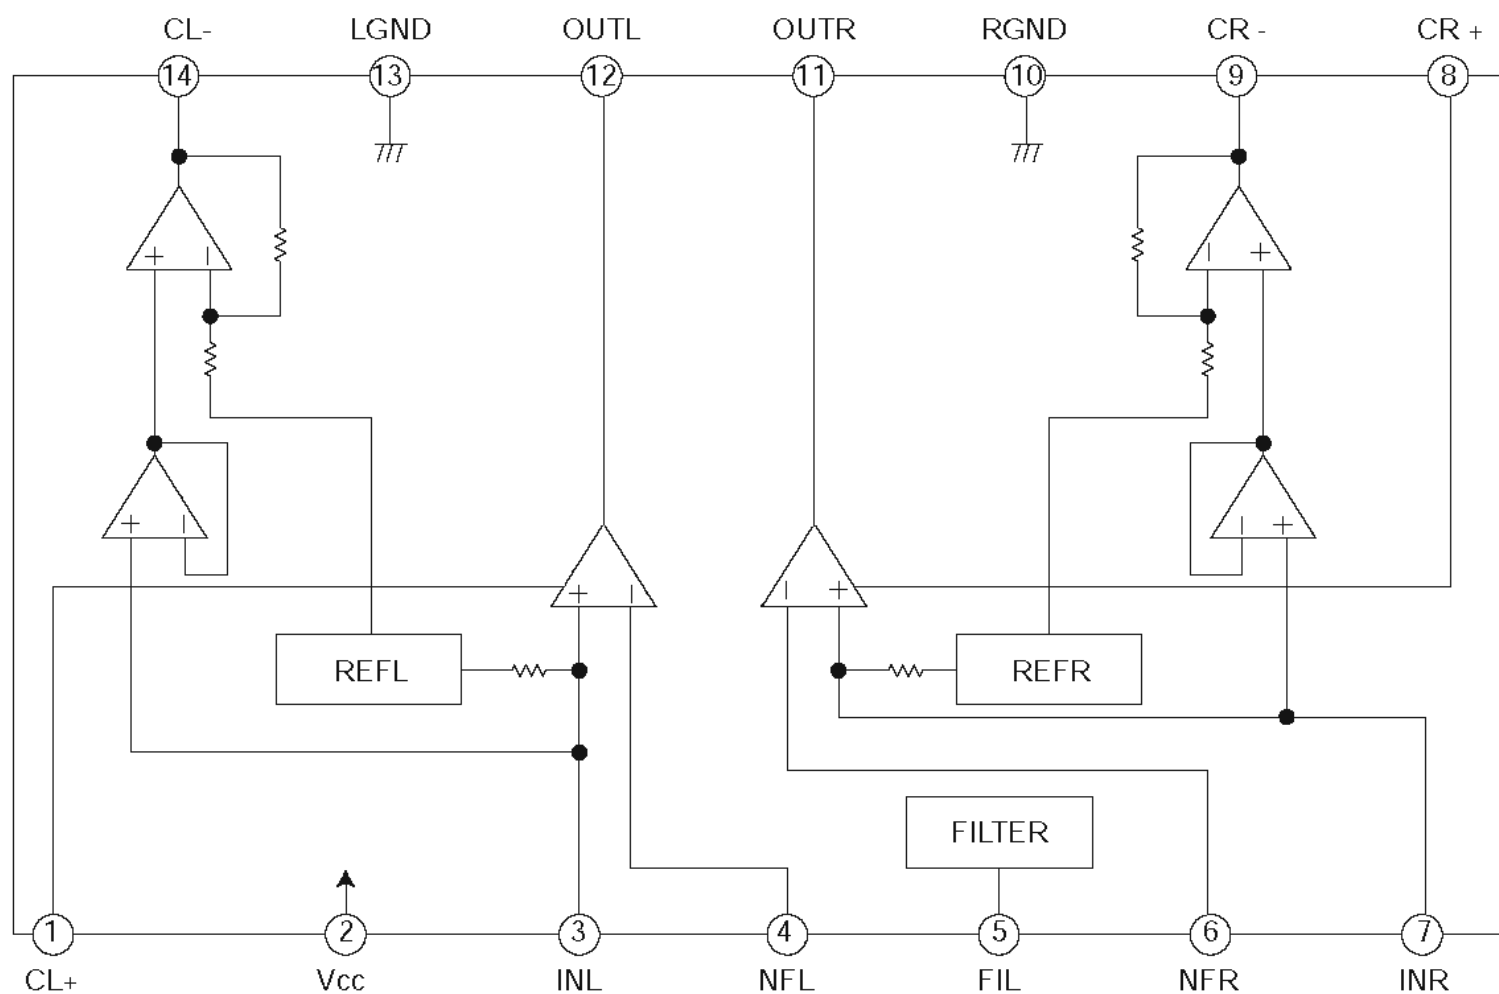 CL- LGND OUTL OUTR RGND CR - CR +
14 13 12 11 10 9 8
+ − − +
+ − − +
+ − − +
REFL REFR
FILTER
1 2 3 4 5 6 7
CL+ Vcc INL NFL FIL NFR INR